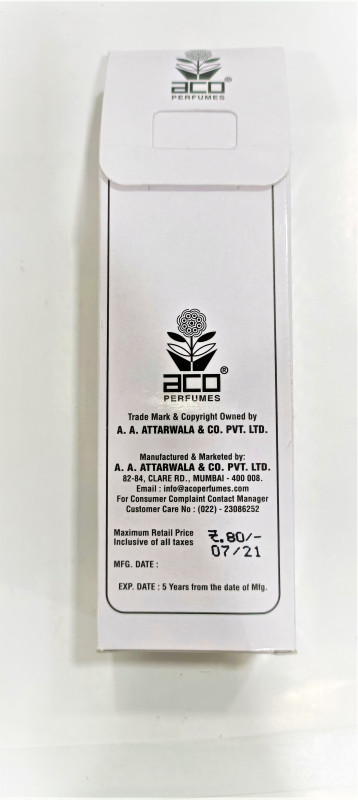 aco®
PERFUMES
aco®
PERFUMES
Trade Mark & Copyright Owned by
A. A. ATTARWALA & CO. PVT. LTD.
Manufactured & Marketed by:
A. A. ATTARWALA & CO. PVT. LTD.
82-84, CLARE RD., MUMBAI - 400 008.
Email : info@acoperfumes.com
For Consumer Complaint Contact Manager
Customer Care No : (022) - 23086252
Maximum Retail Price ₹.80/-
Inclusive of all taxes 07/21
MFG. DATE :
EXP. DATE : 5 Years from the date of Mfg.